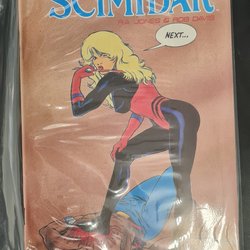 SCIMIDAR
R.A. JONES & ROB DAVIS
NEXT...